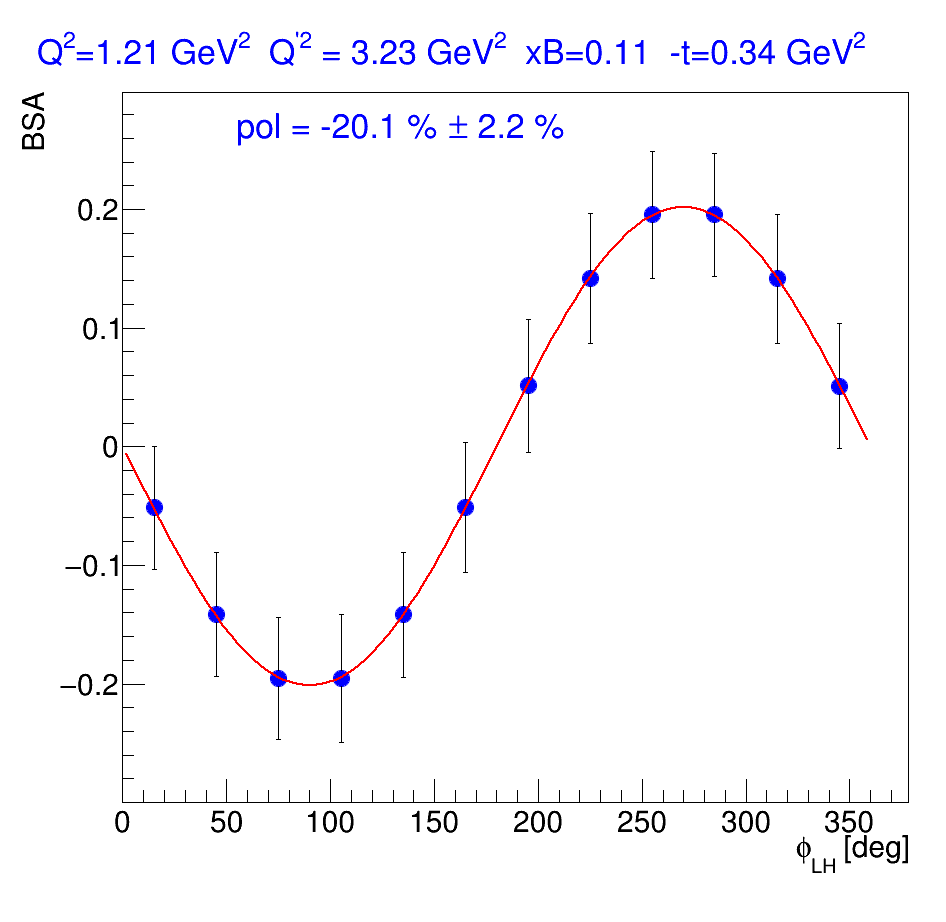 Q²=1.21 GeV² Q'² = 3.23 GeV² xB=0.11 -t=0.34 GeV²
BSA
pol = -20.1 % ± 2.2 %
0.2
0.1
0
−0.1
−0.2
0 50 100 150 200 250 300 350
ϕ_LH [deg]